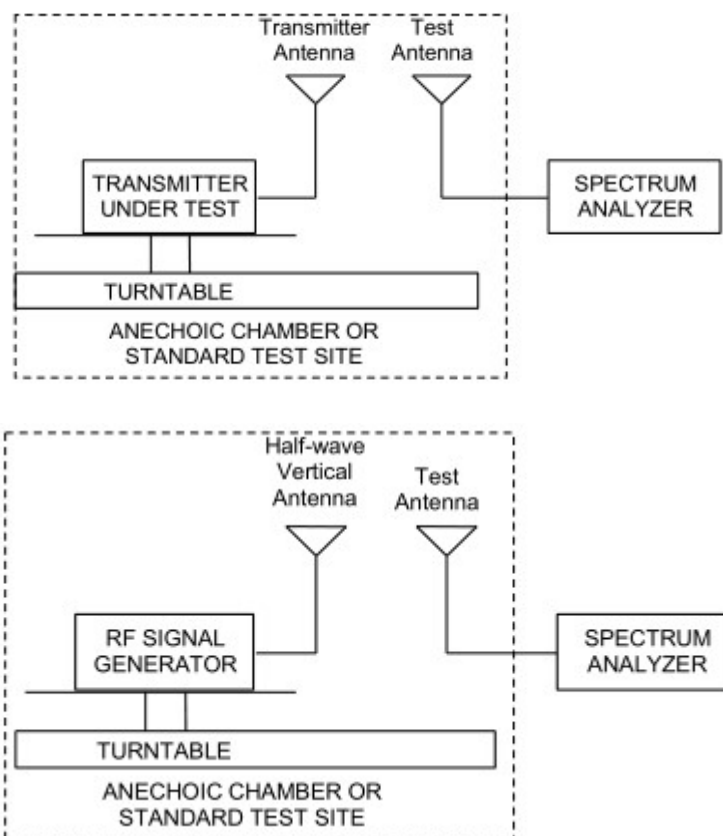 Transmitter
Antenna
Test
Antenna
TRANSMITTER
UNDER TEST
SPECTRUM
ANALYZER
TURNTABLE
ANECHOIC CHAMBER OR
STANDARD TEST SITE
Half-wave
Vertical
Antenna
Test
Antenna
RF SIGNAL
GENERATOR
SPECTRUM
ANALYZER
TURNTABLE
ANECHOIC CHAMBER OR
STANDARD TEST SITE